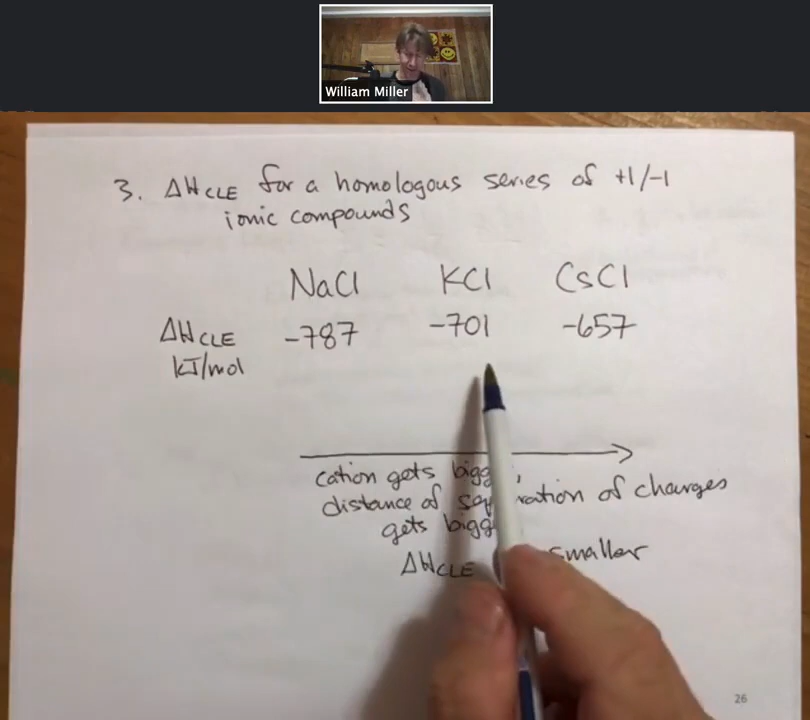 William Miller
3. ΔHCLE for a homologous series of +1/-1
ionic compounds
NaCl KCl CsCl
ΔHCLE -787 -701 -657
kJ/mol
cation gets
distance of of charges
gets
ΔHCLE smaller
26